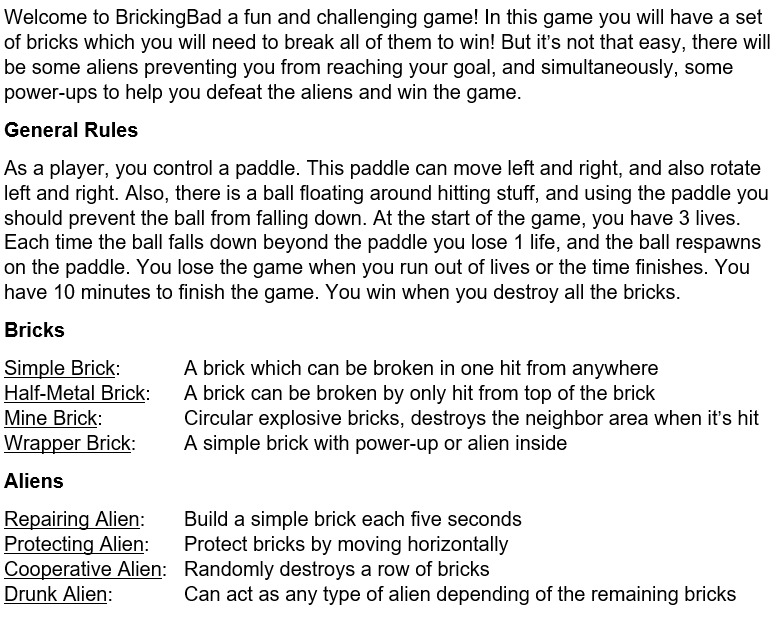 Welcome to BrickingBad a fun and challenging game! In this game you will have a set
of bricks which you will need to break all of them to win! But it’s not that easy, there will
be some aliens preventing you from reaching your goal, and simultaneously, some
power-ups to help you defeat the aliens and win the game.
General Rules
As a player, you control a paddle. This paddle can move left and right, and also rotate
left and right. Also, there is a ball floating around hitting stuff, and using the paddle you
should prevent the ball from falling down. At the start of the game, you have 3 lives.
Each time the ball falls down beyond the paddle you lose 1 life, and the ball respawns
on the paddle. You lose the game when you run out of lives or the time finishes. You
have 10 minutes to finish the game. You win when you destroy all the bricks.
Bricks
Simple Brick: A brick which can be broken in one hit from anywhere
Half-Metal Brick: A brick can be broken by only hit from top of the brick
Mine Brick: Circular explosive bricks, destroys the neighbor area when it’s hit
Wrapper Brick: A simple brick with power-up or alien inside
Aliens
Repairing Alien: Build a simple brick each five seconds
Protecting Alien: Protect bricks by moving horizontally
Cooperative Alien: Randomly destroys a row of bricks
Drunk Alien: Can act as any type of alien depending of the remaining bricks